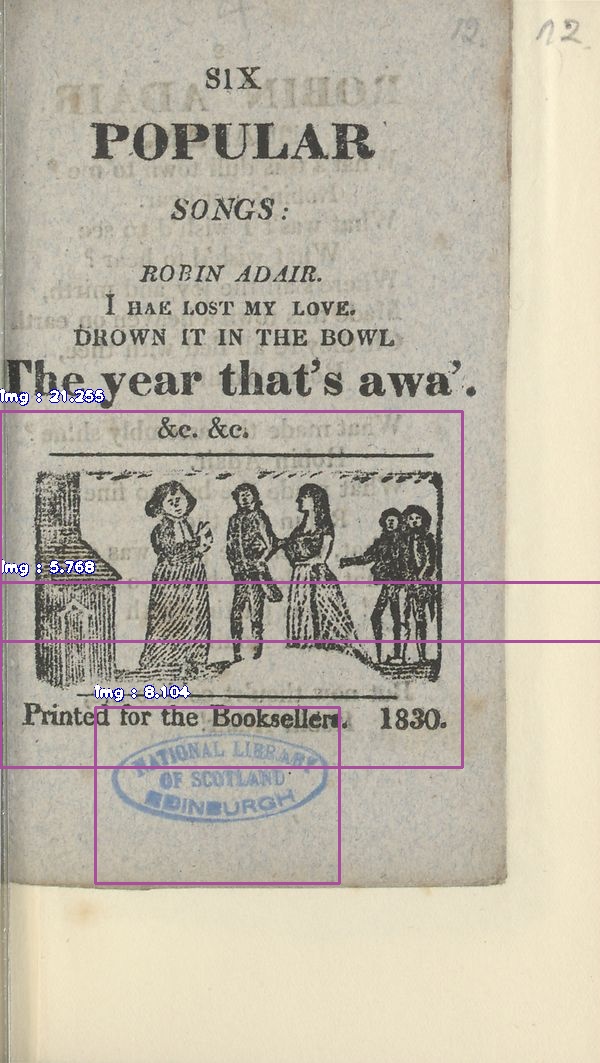 12.
12
SIX
POPULAR
SONGS:
ROBIN ADAIR.
I HAE LOST MY LOVE.
DROWN IT IN THE BOWL
The year that's awa'.
Img : 21.255
&c. &c.
Img : 5.768
Img : 8.104
Printed for the Booksellers. 1830.
NATIONAL LIBRARY
OF SCOTLAND
EDINBURGH